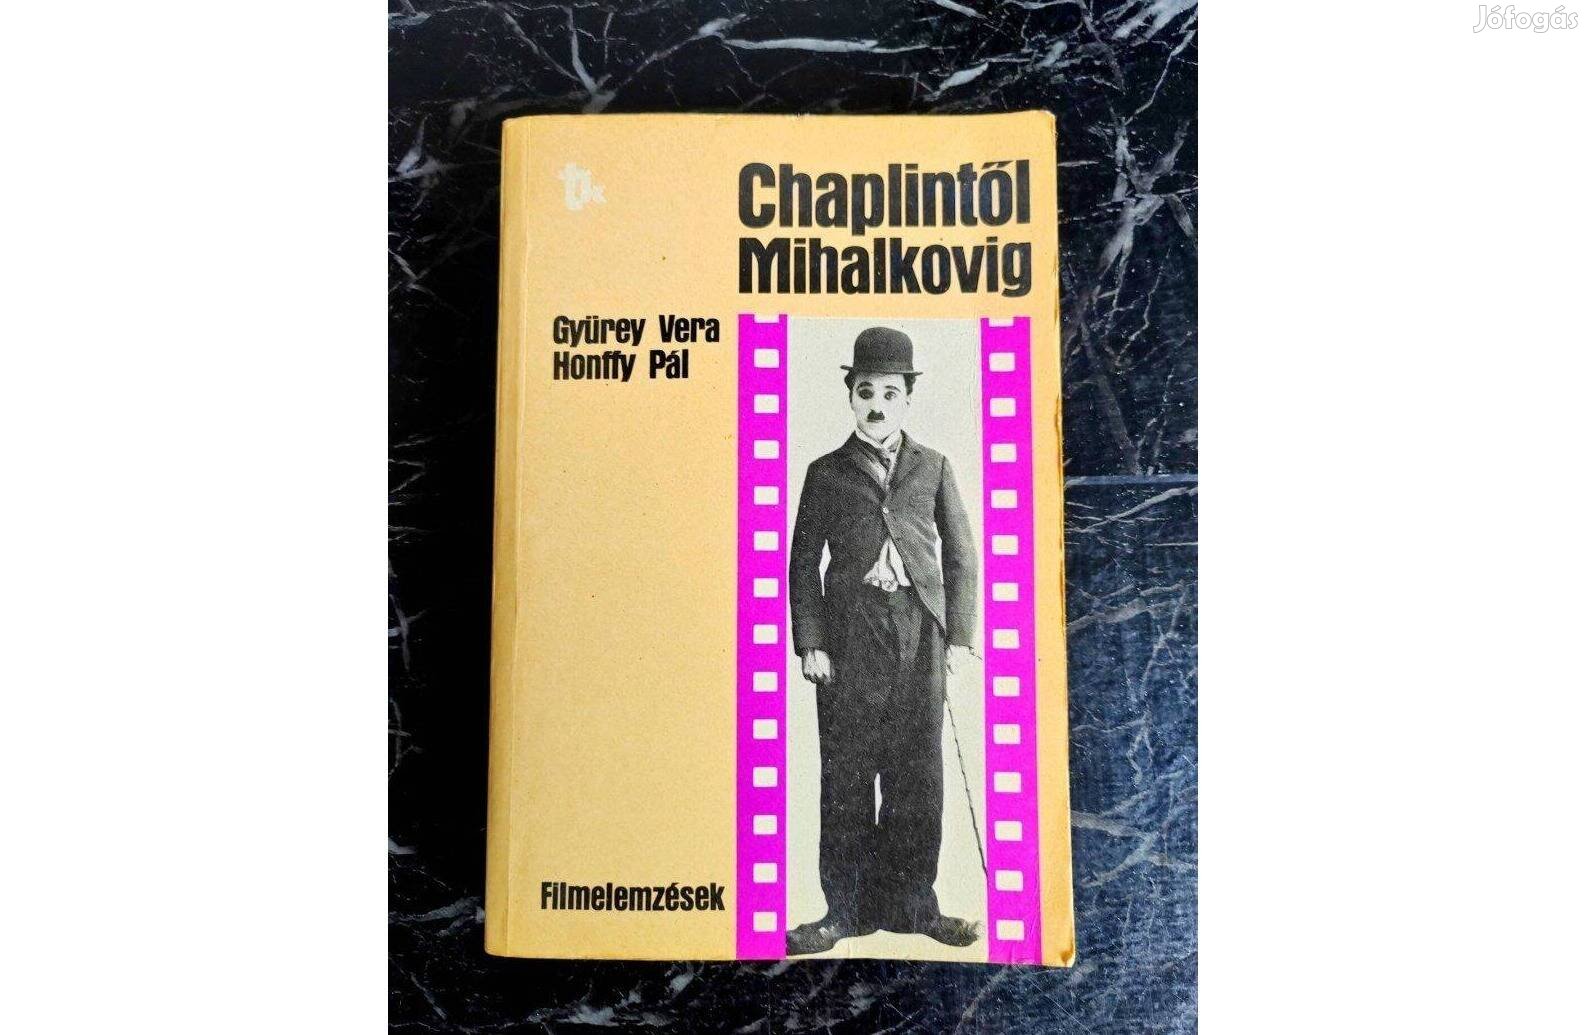 Jófogás
Chaplintől
Mihalkovig
Gyürey Vera
Honffy Pál
Filmelemzések